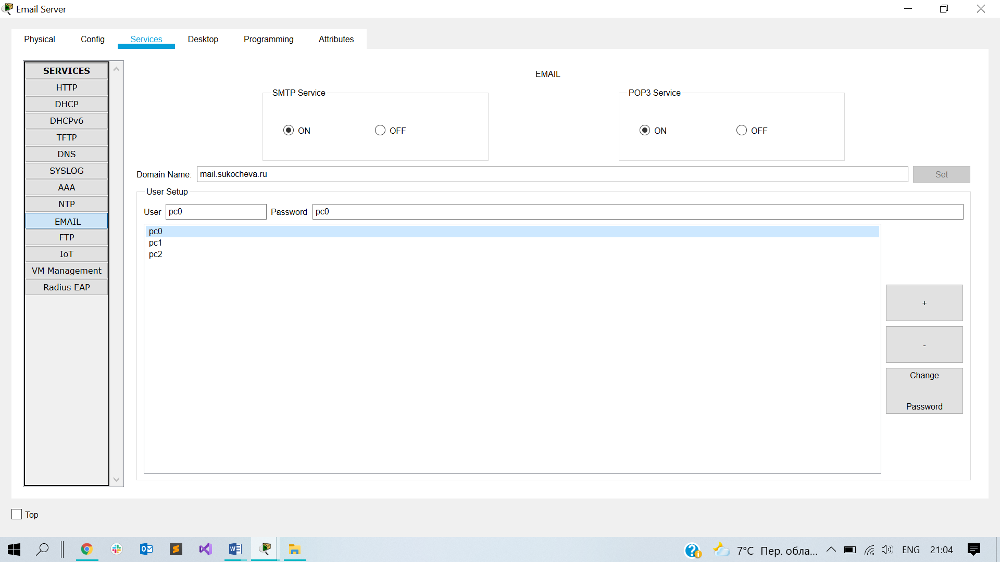 Email Server
Physical Config Services Desktop Programming Attributes
SERVICES
HTTP
DHCP
DHCPv6
TFTP
DNS
SYSLOG
AAA
NTP
EMAIL
FTP
IoT
VM Management
Radius EAP
EMAIL
SMTP Service
ON OFF
POP3 Service
ON OFF
Domain Name: mail.sukocheva.ru Set
User Setup
User pc0 Password pc0
pc0
pc1
pc2
+
-
Change
Password
Top
7°C Пер. обла... ENG 21:04